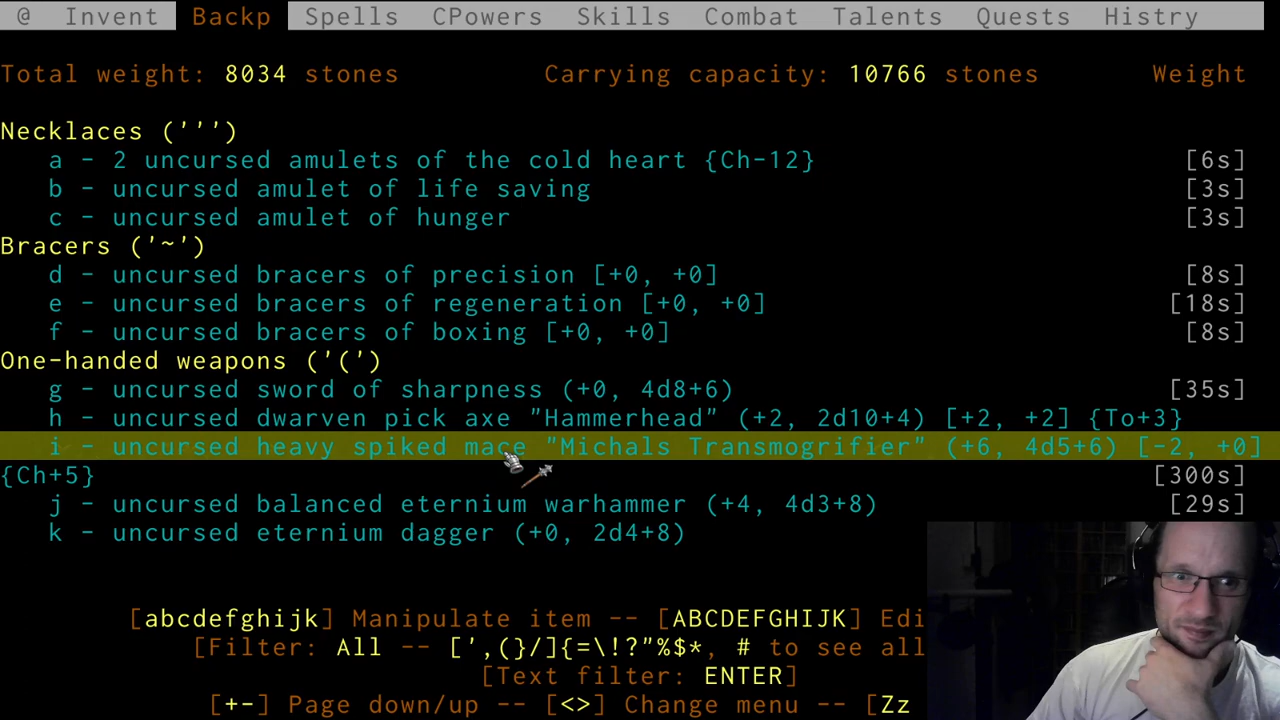 @ Invent Backp Spells CPowers Skills Combat Talents Quests Histry
Total weight: 8034 stones Carrying capacity: 10766 stones Weight
Necklaces (''')
a - 2 uncursed amulets of the cold heart {Ch-12} [6s]
b - uncursed amulet of life saving [3s]
c - uncursed amulet of hunger [3s]
Bracers ('~')
d - uncursed bracers of precision [+0, +0] [8s]
e - uncursed bracers of regeneration [+0, +0] [18s]
f - uncursed bracers of boxing [+0, +0] [8s]
One-handed weapons ('(')
g - uncursed sword of sharpness (+0, 4d8+6) [35s]
h - uncursed dwarven pick axe "Hammerhead" (+2, 2d10+4) [+2, +2] {To+3}
i - uncursed heavy spiked mace "Michals Transmogrifier" (+6, 4d5+6) [-2, +0]
{Ch+5} [300s]
j - uncursed balanced eternium warhammer (+4, 4d3+8) [29s]
k - uncursed eternium dagger (+0, 2d4+8)
[abcdefghijk] Manipulate item -- [ABCDEFGHIJK] Edi
[Filter: All -- [',(}/]{=\!?"%$*, # to see all
[Text filter: ENTER]
[+-] Page down/up -- [<>] Change menu -- [Zz